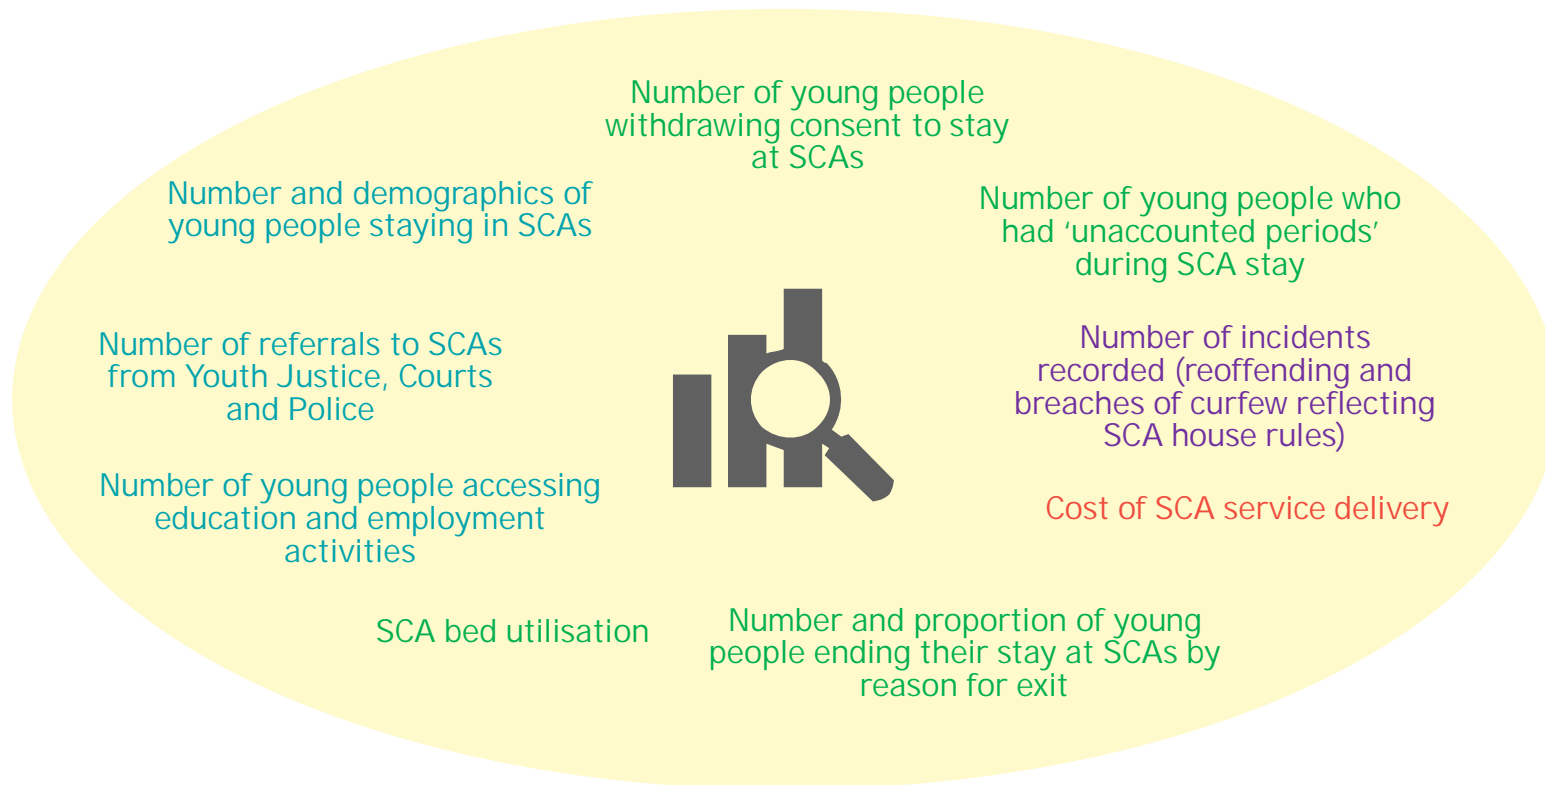 Number of young people
withdrawing consent to stay
at SCAs
Number and demographics of
young people staying in SCAs
Number of young people who
had ‘unaccounted periods’
during SCA stay
Number of referrals to SCAs
from Youth Justice, Courts
and Police
Number of incidents
recorded (reoffending and
breaches of curfew reflecting
SCA house rules)
Number of young people accessing
education and employment
activities
Cost of SCA service delivery
SCA bed utilisation
Number and proportion of young
people ending their stay at SCAs by
reason for exit